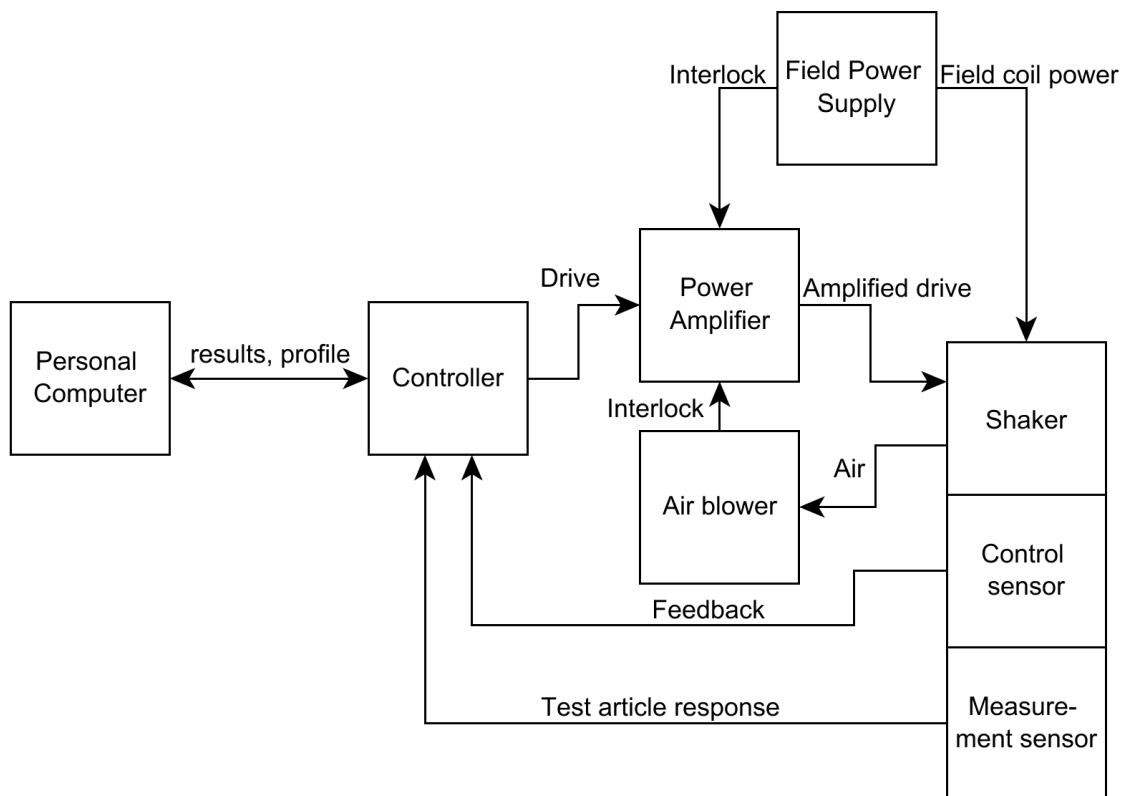 Interlock
Field Power
Supply
Field coil power
Drive
Power
Amplifier
Amplified drive
Personal
Computer
results, profile
Controller
Interlock
Shaker
Air
Air blower
Control
sensor
Feedback
Test article response
Measure-
ment sensor